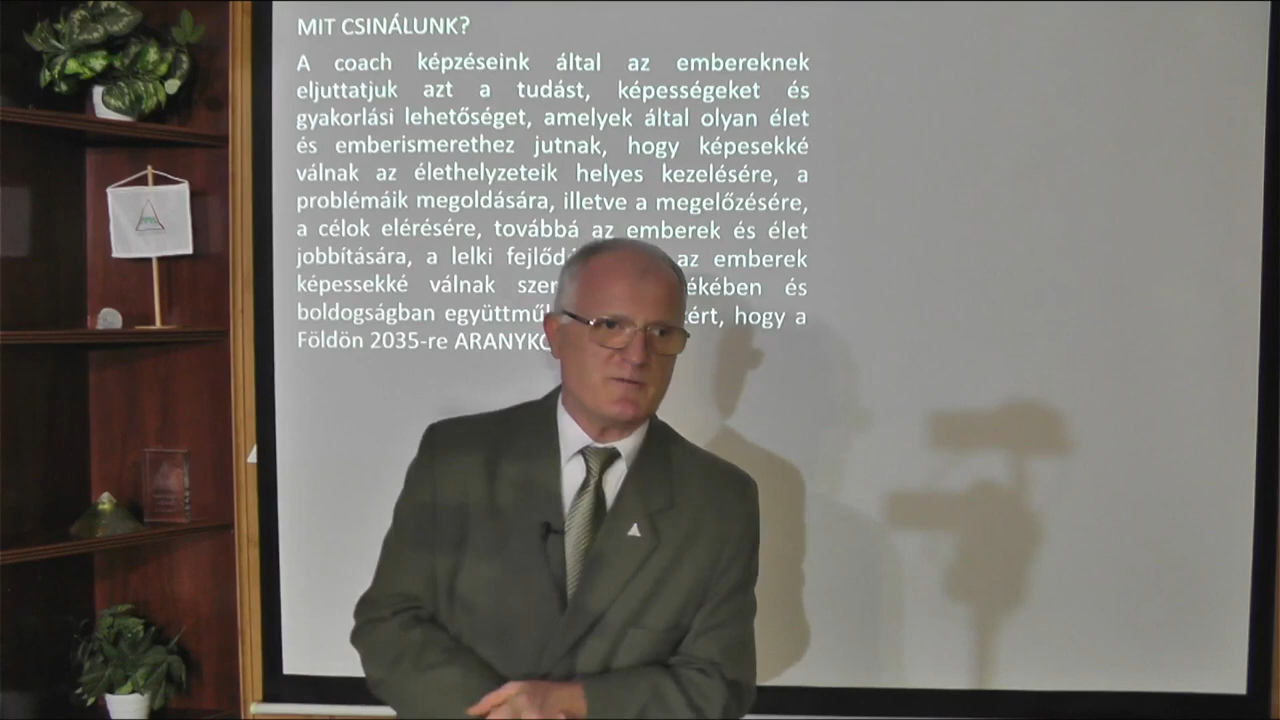 MIT CSINÁLUNK?
A coach képzéseink által az embereknek
eljuttatjuk azt a tudást, képességeket és
gyakorlási lehetőséget, amelyek által olyan élet
és emberismerethez jutnak, hogy képesekké
válnak az élethelyzeteik helyes kezelésére, a
problémáik megoldására, illetve a megelőzésére,
a célok elérésére, továbbá az emberek és élet
jobbítására, a lelki az emberek
képessekké válnak és
boldogságban hogy a
Földön 2035-re